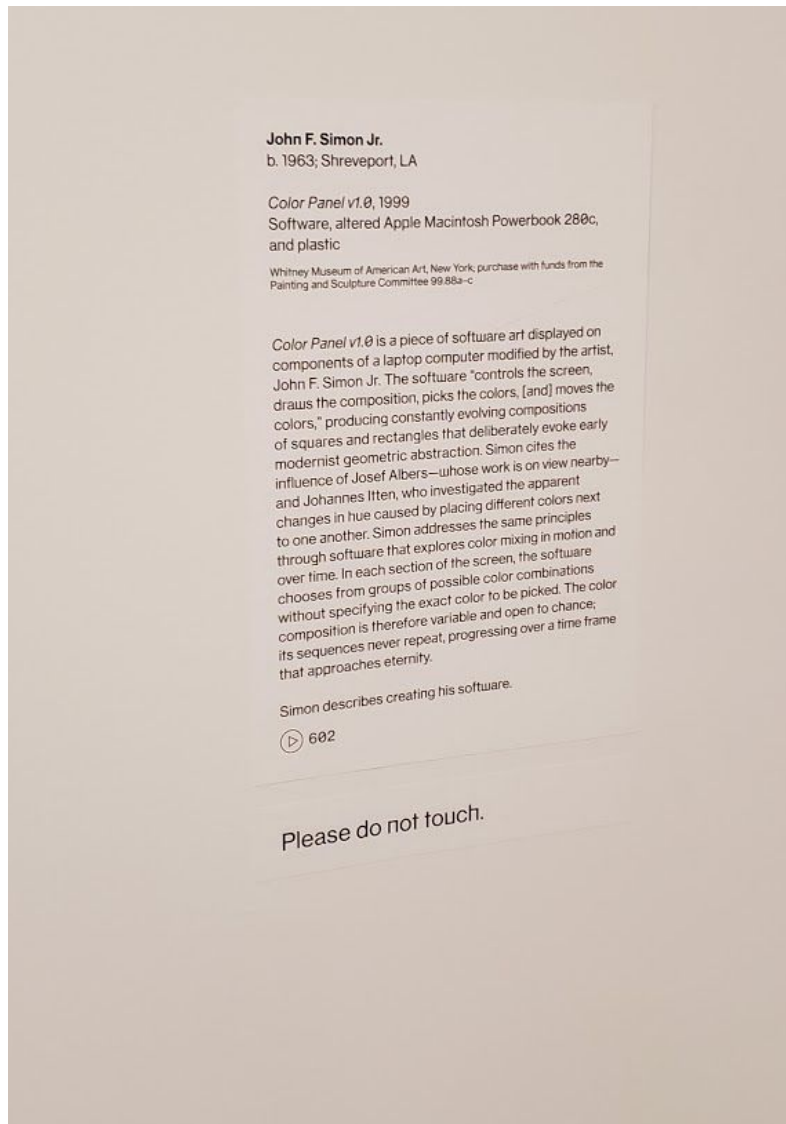 John F. Simon Jr.
b. 1963; Shreveport, LA
Color Panel v1.0, 1999
Software, altered Apple Macintosh Powerbook 280c,
and plastic
Whitney Museum of American Art, New York; purchase with funds from the
Painting and Sculpture Committee 99.88a–c
Color Panel v1.0 is a piece of software art displayed on
components of a laptop computer modified by the artist,
John F. Simon Jr. The software “controls the screen,
draws the composition, picks the colors, [and] moves the
colors,” producing constantly evolving compositions
of squares and rectangles that deliberately evoke early
modernist geometric abstraction. Simon cites the
influence of Josef Albers—whose work is on view nearby—
and Johannes Itten, who investigated the apparent
changes in hue caused by placing different colors next
to one another. Simon addresses the same principles
through software that explores color mixing in motion and
over time. In each section of the screen, the software
chooses from groups of possible color combinations
without specifying the exact color to be picked. The color
composition is therefore variable and open to chance;
its sequences never repeat, progressing over a time frame
that approaches eternity.
Simon describes creating his software.
602
Please do not touch.